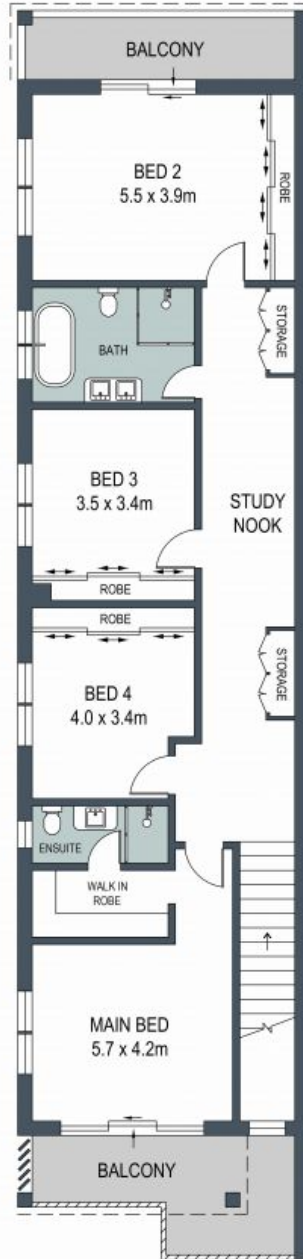 BALCONY
BED 2
5.5 x 3.9m
ROBE
STORAGE
BATH
BED 3
3.5 x 3.4m
STUDY
NOOK
ROBE
ROBE
STORAGE
BED 4
4.0 x 3.4m
ENSUITE
WALK IN
ROBE
MAIN BED
5.7 x 4.2m
BALCONY